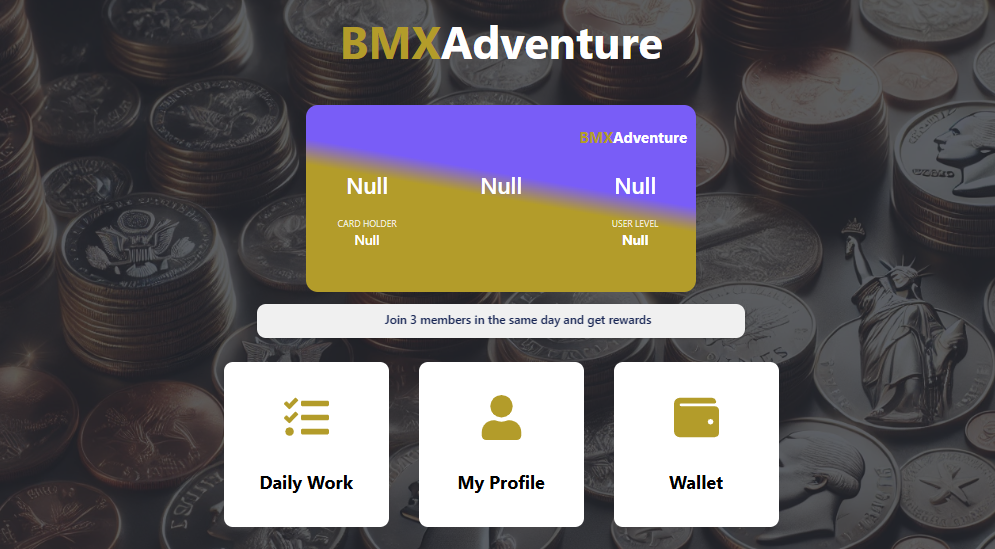 BMXAdventure
BMXAdventure
Null Null Null
CARD HOLDER USER LEVEL
Null Null
Join 3 members in the same day and get rewards
Daily Work My Profile Wallet